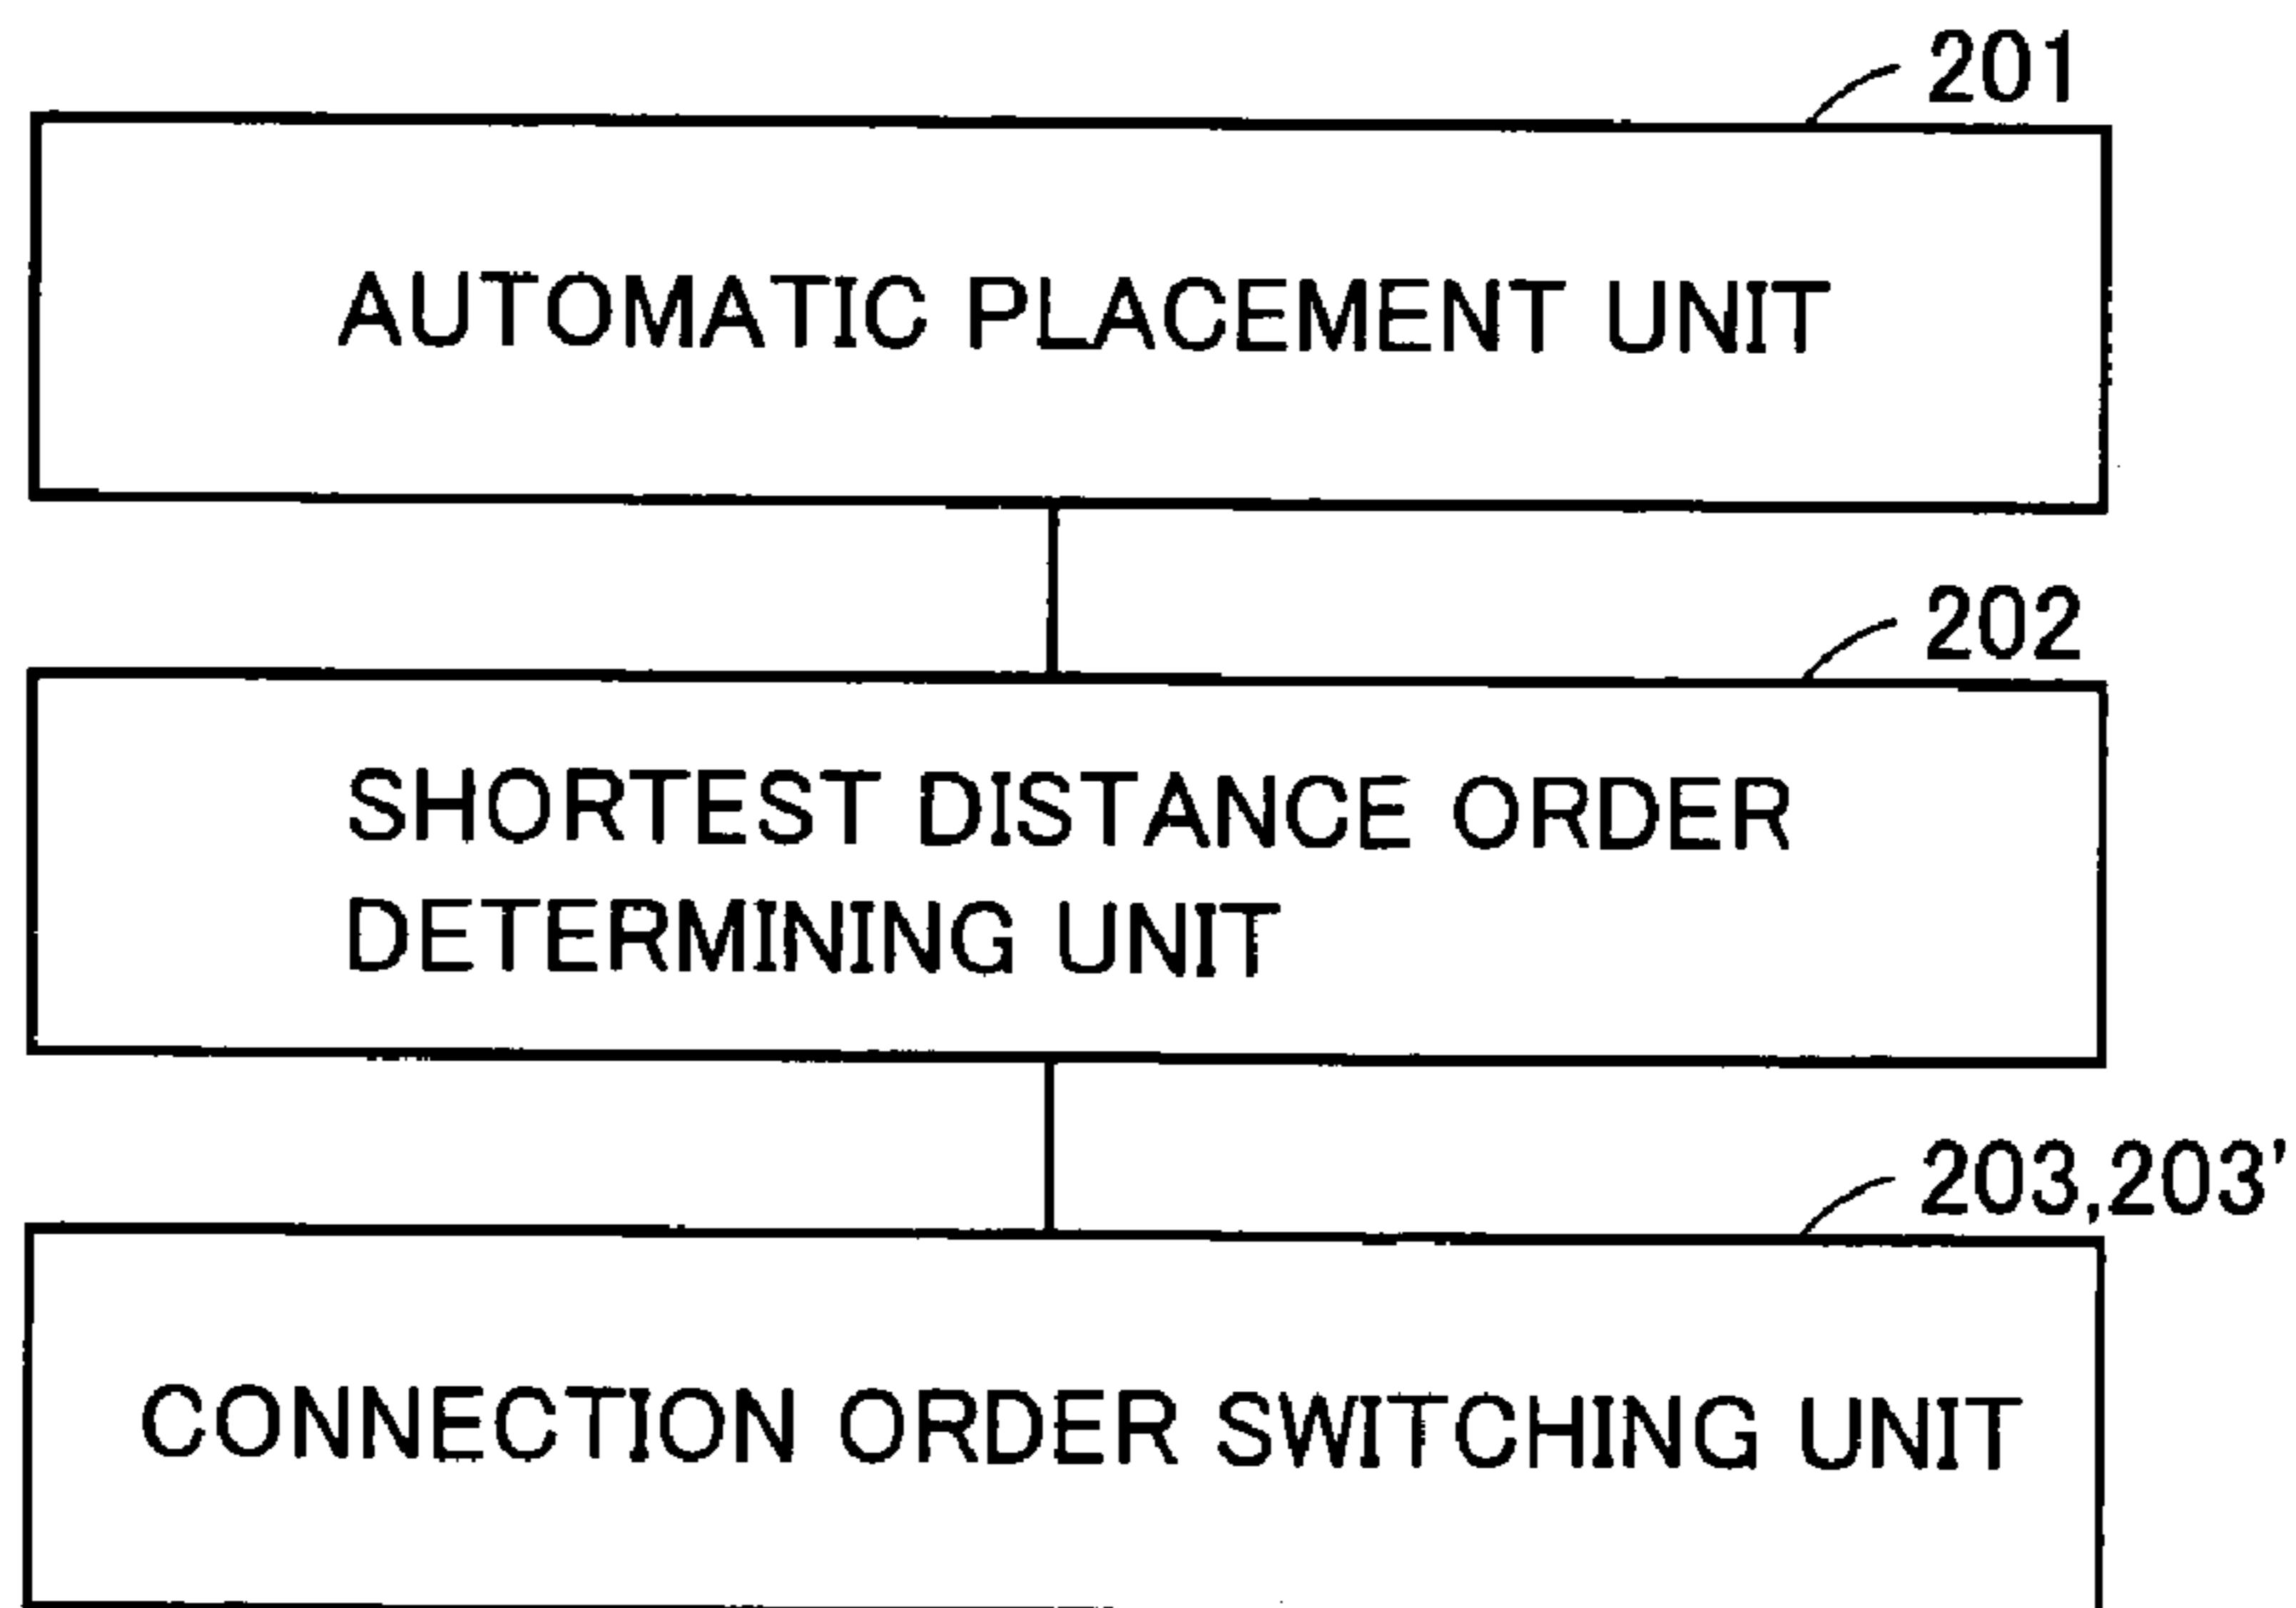 201
AUTOMATIC PLACEMENT UNIT
202
SHORTEST DISTANCE ORDER
DETERMINING UNIT
203,203'
CONNECTION ORDER SWITCHING UNIT